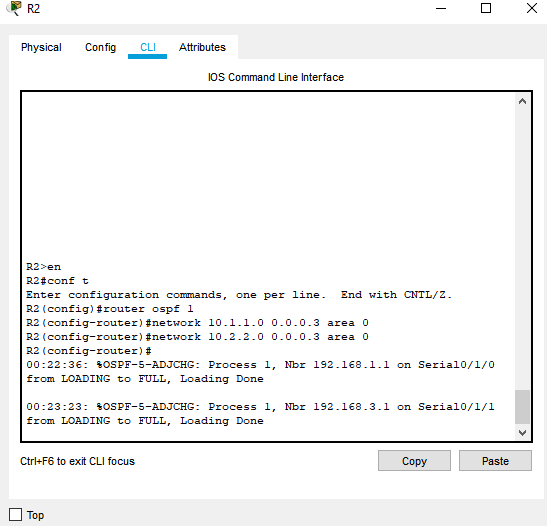 R2
Physical Config CLI Attributes
IOS Command Line Interface
R2>en
R2#conf t
Enter configuration commands, one per line.  End with CNTL/Z.
R2(config)#router ospf 1
R2(config-router)#network 10.1.1.0 0.0.0.3 area 0
R2(config-router)#network 10.2.2.0 0.0.0.3 area 0
R2(config-router)#
00:22:36: %OSPF-5-ADJCHG: Process 1, Nbr 192.168.1.1 on Serial0/1/0
from LOADING to FULL, Loading Done
00:23:23: %OSPF-5-ADJCHG: Process 1, Nbr 192.168.3.1 on Serial0/1/1
from LOADING to FULL, Loading Done
Ctrl+F6 to exit CLI focus Copy Paste
Top